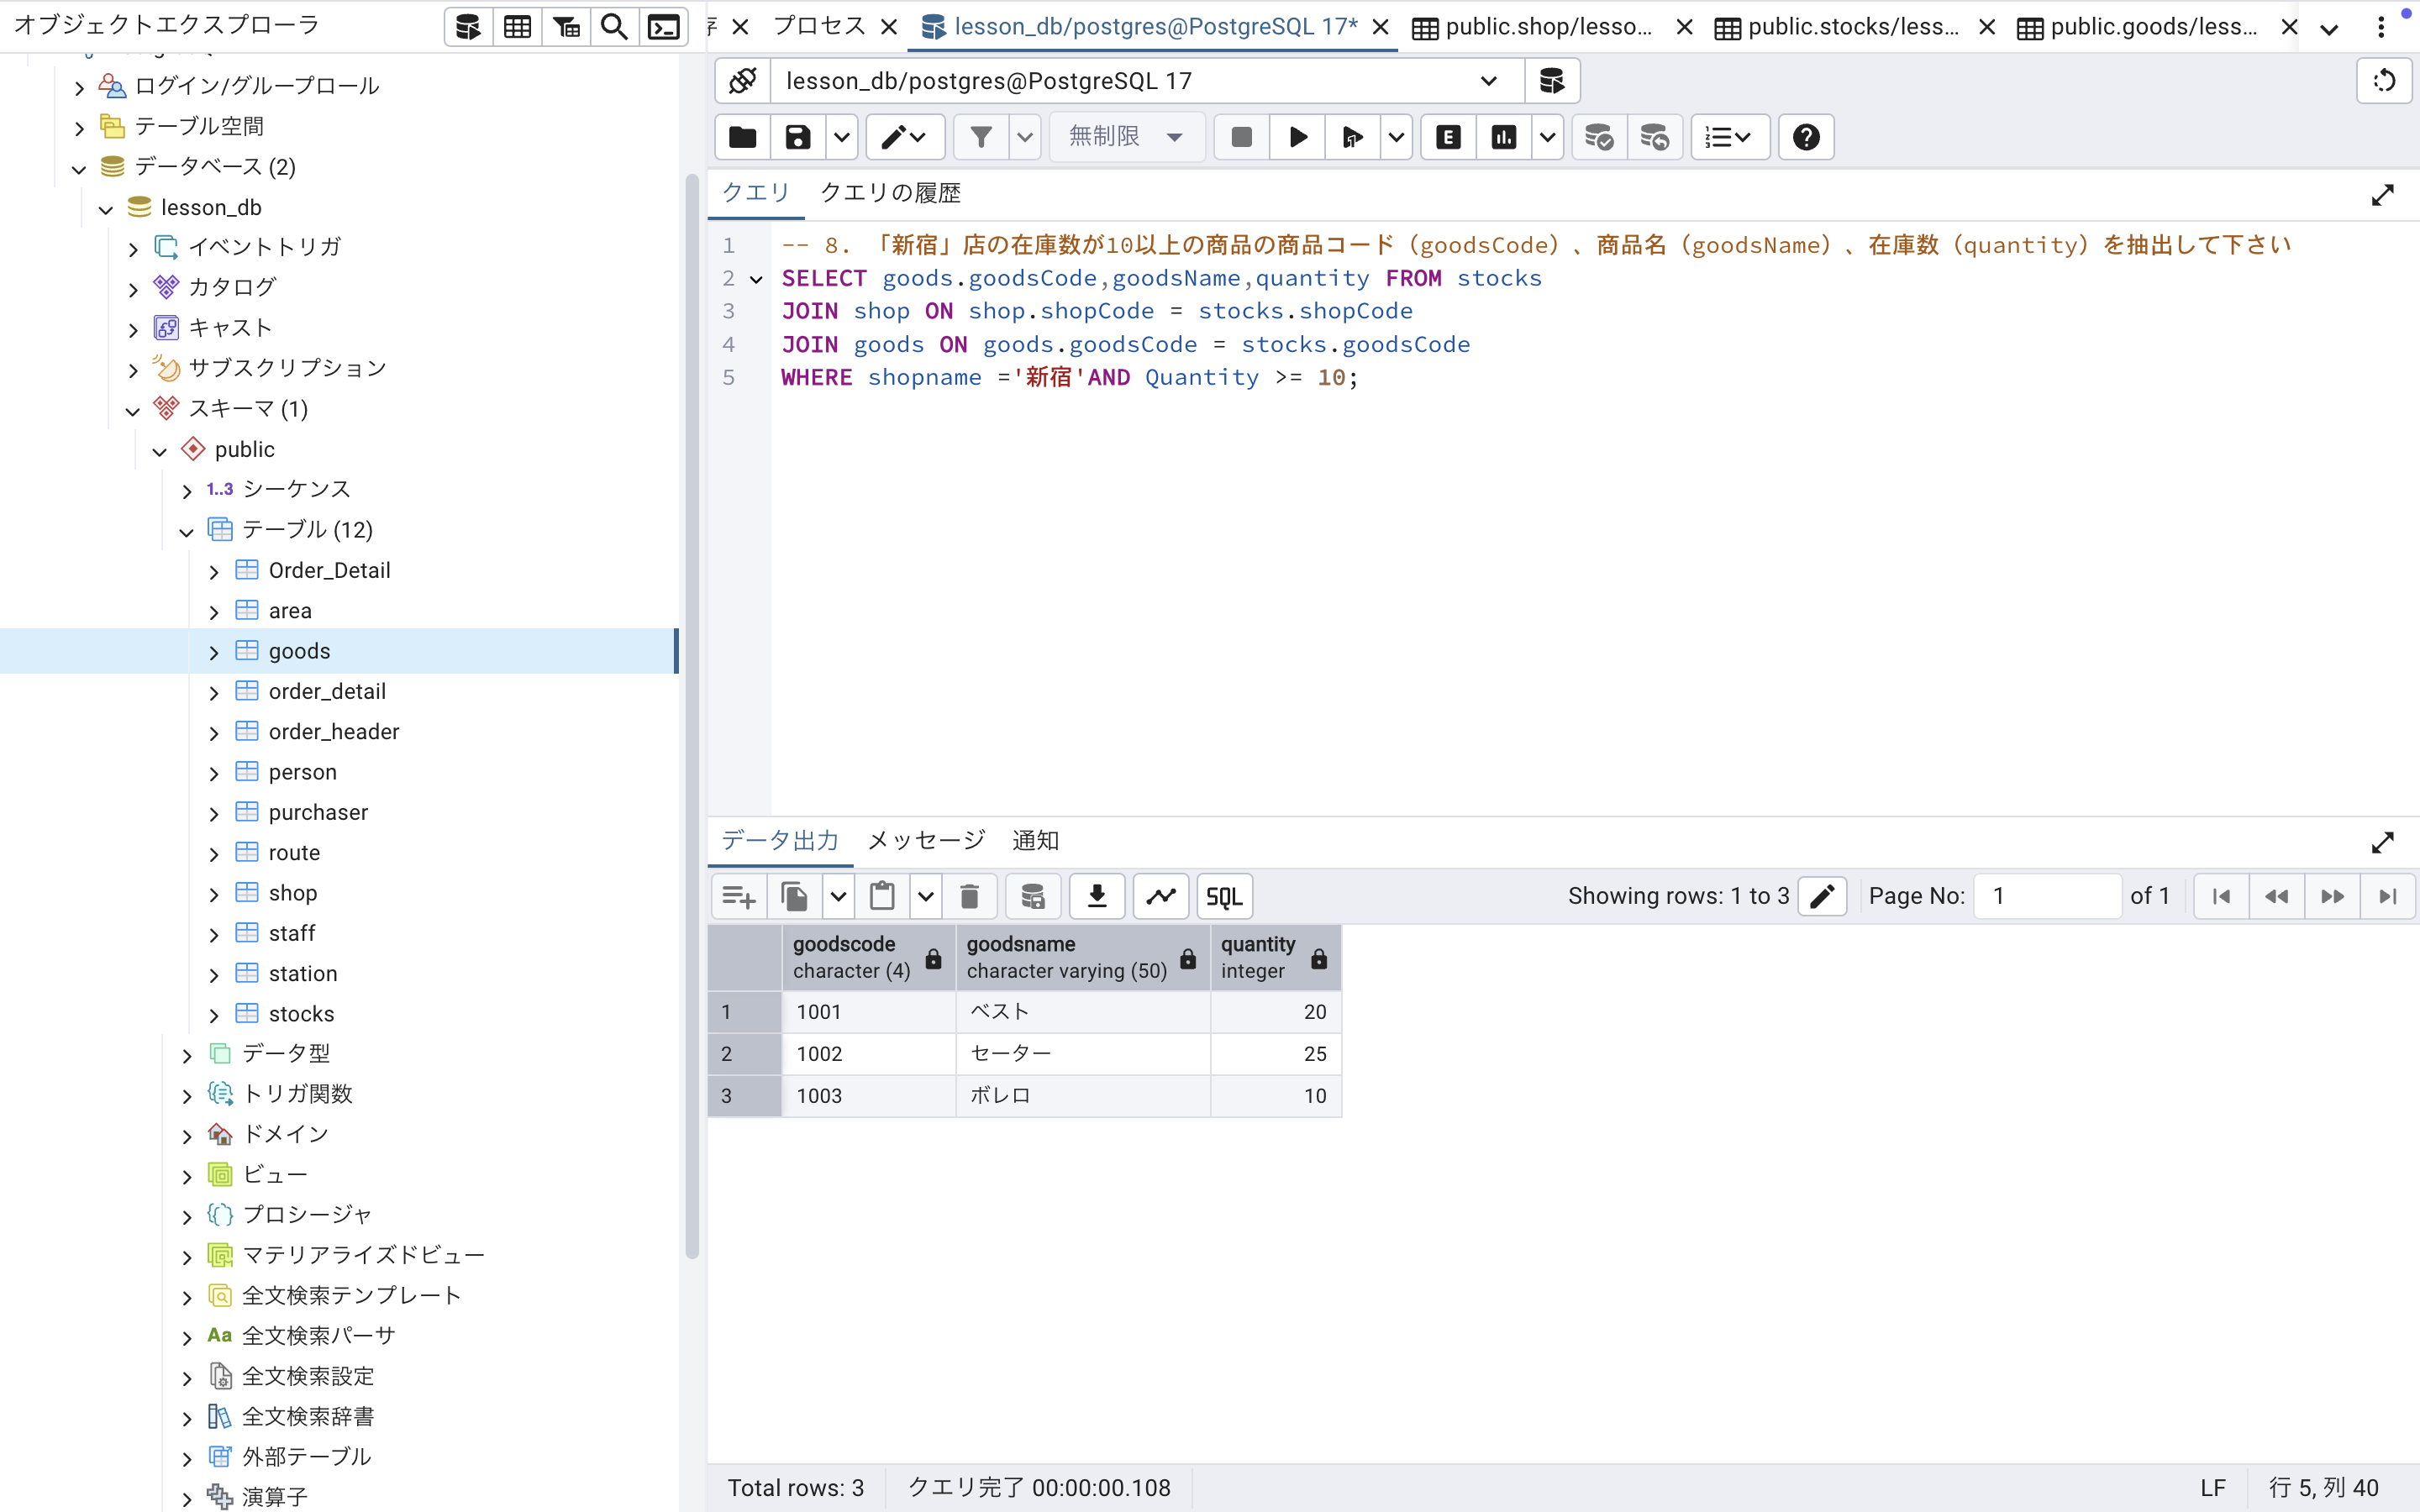 オブジェクトエクスプローラ
ログイン/グループロール
テーブル空間
データベース (2)
lesson_db
イベントトリガ
カタログ
キャスト
サブスクリプション
スキーマ (1)
public
1..3 シーケンス
テーブル (12)
Order_Detail
area
goods
order_detail
order_header
person
purchaser
route
shop
staff
station
stocks
データ型
トリガ関数
ドメイン
ビュー
プロシージャ
マテリアライズドビュー
全文検索テンプレート
Aa 全文検索パーサ
全文検索設定
全文検索辞書
外部テーブル
演算子
プロセス
lesson_db/postgres@PostgreSQL 17*
public.shop/lesso...
public.stocks/less...
public.goods/less...
lesson_db/postgres@PostgreSQL 17
無制限
E
クエリ
クエリの履歴
1 -- 8. 「新宿」店の在庫数が10以上の商品の商品コード（goodsCode）、商品名（goodsName）、在庫数（quantity）を抽出して下さい
2 SELECT goods.goodsCode,goodsName,quantity FROM stocks
3 JOIN shop ON shop.shopCode = stocks.shopCode
4 JOIN goods ON goods.goodsCode = stocks.goodsCode
5 WHERE shopname ='新宿'AND Quantity >= 10;
データ出力
メッセージ
通知
SQL
Showing rows: 1 to 3
Page No: 1 of 1
goodscode character (4)
goodsname character varying (50)
quantity integer
1 1001 ベスト 20
2 1002 セーター 25
3 1003 ボレロ 10
Total rows: 3
クエリ完了 00:00:00.108
LF
行 5, 列 40